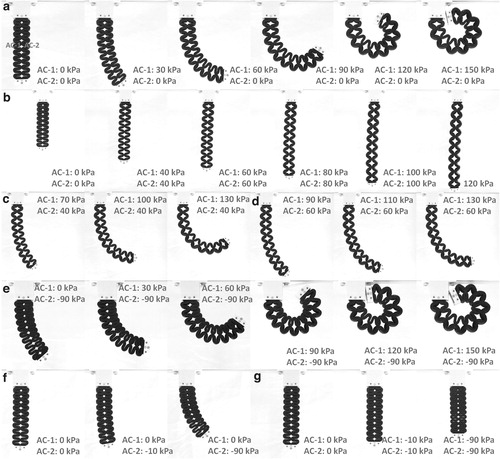 a
AC-1 AC-2
AC-1: 0 kPa
AC-2: 0 kPa
AC-1: 30 kPa
AC-2: 0 kPa
AC-1: 60 kPa
AC-2: 0 kPa
AC-1: 90 kPa
AC-2: 0 kPa
AC-1: 120 kPa
AC-2: 0 kPa
AC-1: 150 kPa
AC-2: 0 kPa
b
AC-1: 0 kPa
AC-2: 0 kPa
AC-1: 40 kPa
AC-2: 40 kPa
AC-1: 60 kPa
AC-2: 60 kPa
AC-1: 80 kPa
AC-2: 80 kPa
AC-1: 100 kPa
AC-2: 100 kPa
120 kPa
c
AC-1: 70 kPa
AC-2: 40 kPa
AC-1: 100 kPa
AC-2: 40 kPa
AC-1: 130 kPa
AC-2: 40 kPa
d
AC-1: 90 kPa
AC-2: 60 kPa
AC-1: 110 kPa
AC-2: 60 kPa
AC-1: 130 kPa
AC-2: 60 kPa
e
AC-1: 0 kPa
AC-2: -90 kPa
AC-1: 30 kPa
AC-2: -90 kPa
AC-1: 60 kPa
AC-2: -90 kPa
AC-1: 90 kPa
AC-2: -90 kPa
AC-1: 120 kPa
AC-2: -90 kPa
AC-1: 150 kPa
AC-2: -90 kPa
f
AC-1: 0 kPa
AC-2: 0 kPa
AC-1: 0 kPa
AC-2: -10 kPa
AC-1: 0 kPa
AC-2: -90 kPa
g
AC-1: 0 kPa
AC-2: 0 kPa
AC-1: -10 kPa
AC-2: -10 kPa
AC-1: -90 kPa
AC-2: -90 kPa